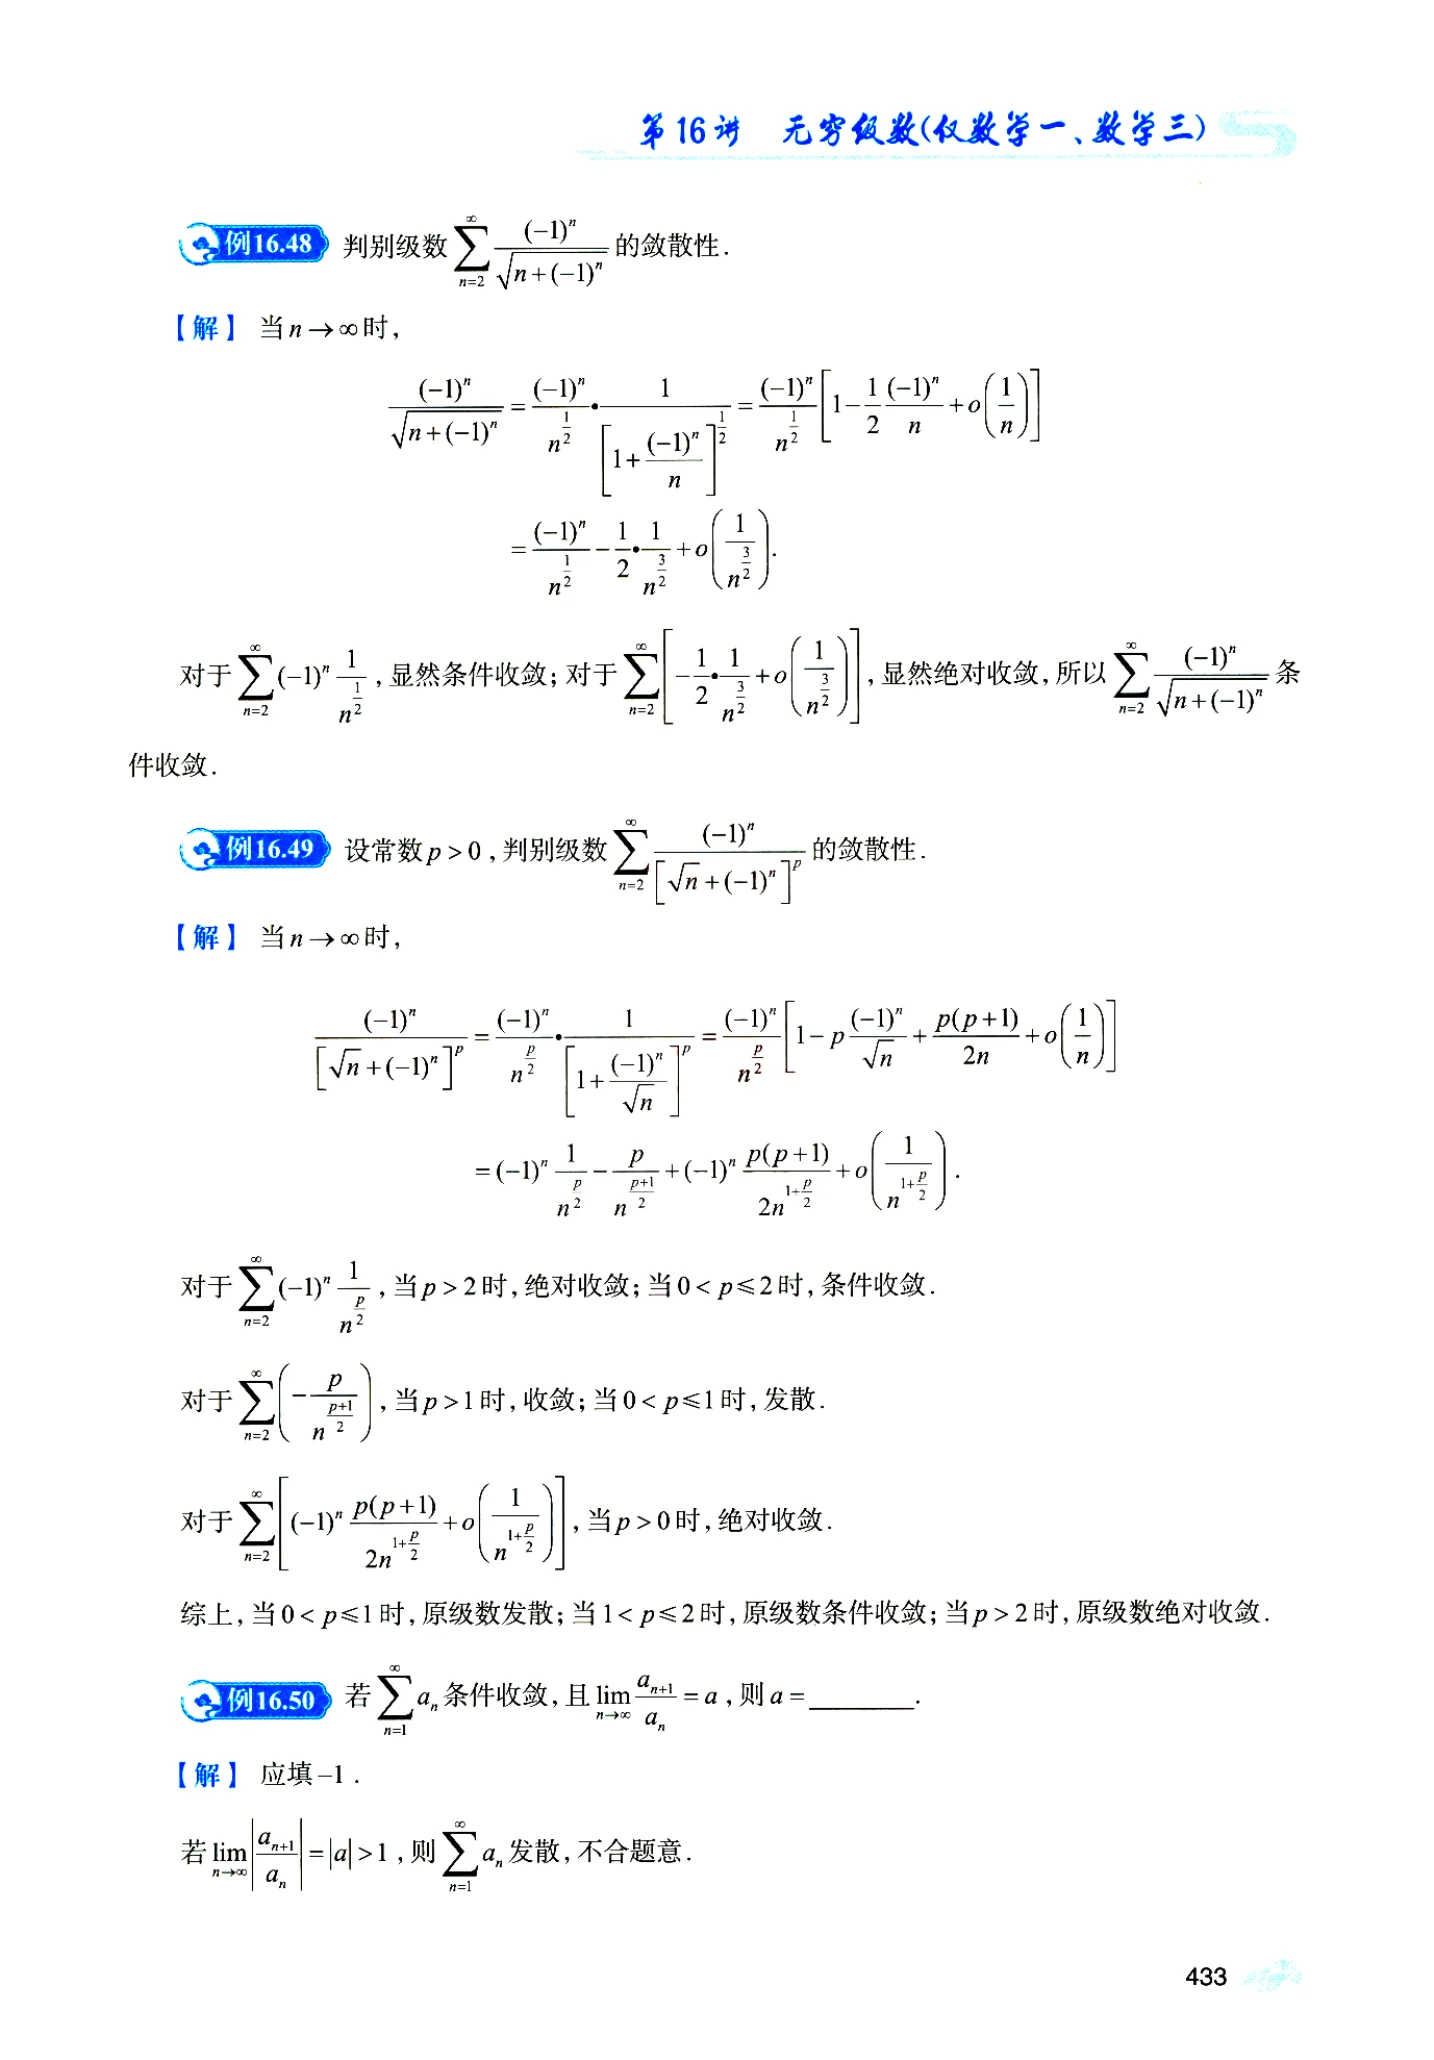 第16讲 无穷级数(仅数学一、数学三)
例16.48 判别级数 $\sum_{n=2}^{\infty}\frac{(-1)^n}{\sqrt{n+(-1)^n}}$ 的敛散性.
【解】 当 $n\to\infty$ 时,
$\frac{(-1)^n}{\sqrt{n+(-1)^n}}=\frac{(-1)^n}{n^{\frac{1}{2}}}\cdot\frac{1}{\left[1+\frac{(-1)^n}{n}\right]^{\frac{1}{2}}}=\frac{(-1)^n}{n^{\frac{1}{2}}}\left[1-\frac{1}{2}\frac{(-1)^n}{n}+o\left(\frac{1}{n}\right)\right]$
$=\frac{(-1)^n}{n^{\frac{1}{2}}}-\frac{1}{2}\cdot\frac{1}{n^{\frac{3}{2}}}+o\left(\frac{1}{n^{\frac{3}{2}}}\right).$
对于 $\sum_{n=2}^{\infty}(-1)^n\frac{1}{n^{\frac{1}{2}}}$ ,显然条件收敛;对于 $\sum_{n=2}^{\infty}\left[-\frac{1}{2}\cdot\frac{1}{n^{\frac{3}{2}}}+o\left(\frac{1}{n^{\frac{3}{2}}}\right)\right]$ ,显然绝对收敛,所以 $\sum_{n=2}^{\infty}\frac{(-1)^n}{\sqrt{n+(-1)^n}}$ 条
件收敛.
例16.49 设常数 $p>0$ ,判别级数 $\sum_{n=2}^{\infty}\frac{(-1)^n}{\left[\sqrt{n}+(-1)^n\right]^p}$ 的敛散性.
【解】 当 $n\to\infty$ 时,
$\frac{(-1)^n}{\left[\sqrt{n}+(-1)^n\right]^p}=\frac{(-1)^n}{n^{\frac{p}{2}}}\cdot\frac{1}{\left[1+\frac{(-1)^n}{\sqrt{n}}\right]^p}=\frac{(-1)^n}{n^{\frac{p}{2}}}\left[1-p\frac{(-1)^n}{\sqrt{n}}+\frac{p(p+1)}{2n}+o\left(\frac{1}{n}\right)\right]$
$=(-1)^n\frac{1}{n^{\frac{p}{2}}}-\frac{p}{n^{\frac{p+1}{2}}}+(-1)^n\frac{p(p+1)}{2n^{1+\frac{p}{2}}}+o\left(\frac{1}{n^{1+\frac{p}{2}}}\right).$
对于 $\sum_{n=2}^{\infty}(-1)^n\frac{1}{n^{\frac{p}{2}}}$ ,当 $p>2$ 时,绝对收敛;当 $0<p\leqslant 2$ 时,条件收敛.
对于 $\sum_{n=2}^{\infty}\left(-\frac{p}{n^{\frac{p+1}{2}}}\right)$ ,当 $p>1$ 时,收敛;当 $0<p\leqslant 1$ 时,发散.
对于 $\sum_{n=2}^{\infty}\left[(-1)^n\frac{p(p+1)}{2n^{1+\frac{p}{2}}}+o\left(\frac{1}{n^{1+\frac{p}{2}}}\right)\right]$ ,当 $p>0$ 时,绝对收敛.
综上,当 $0<p\leqslant 1$ 时,原级数发散;当 $1<p\leqslant 2$ 时,原级数条件收敛;当 $p>2$ 时,原级数绝对收敛.
例16.50 若 $\sum_{n=1}^{\infty}a_n$ 条件收敛,且 $\lim_{n\to\infty}\frac{a_{n+1}}{a_n}=a$ ,则 $a=$________.
【解】 应填 $-1$ .
若 $\lim_{n\to\infty}\left|\frac{a_{n+1}}{a_n}\right|=|a|>1$ ,则 $\sum_{n=1}^{\infty}a_n$ 发散,不合题意.
433